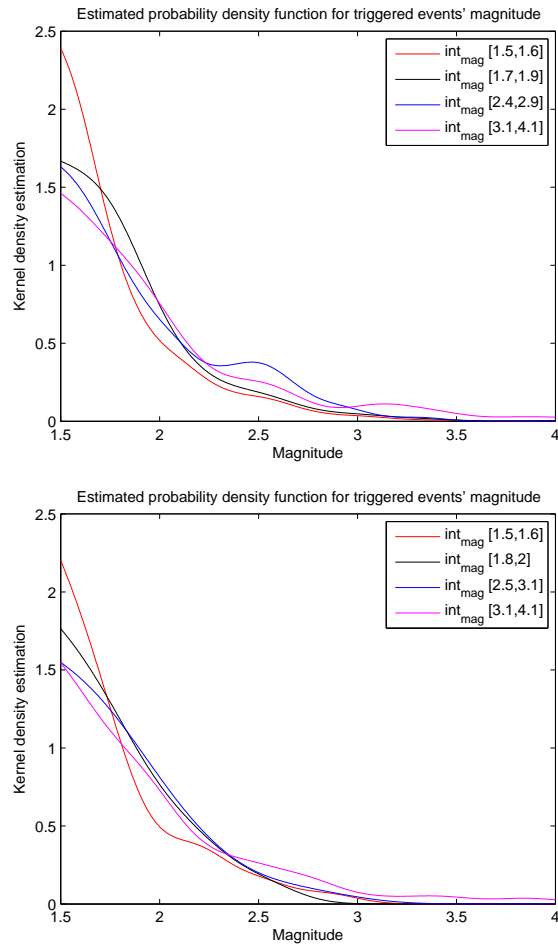 Estimated probability density function for triggered events' magnitude
2.5
2
1.5
1
0.5
0
Kernel density estimation
int_mag [1.5,1.6]
int_mag [1.7,1.9]
int_mag [2.4,2.9]
int_mag [3.1,4.1]
1.5 2 2.5 3 3.5 4
Magnitude
Estimated probability density function for triggered events' magnitude
2.5
2
1.5
1
0.5
0
Kernel density estimation
int_mag [1.5,1.6]
int_mag [1.8,2]
int_mag [2.5,3.1]
int_mag [3.1,4.1]
1.5 2 2.5 3 3.5 4
Magnitude